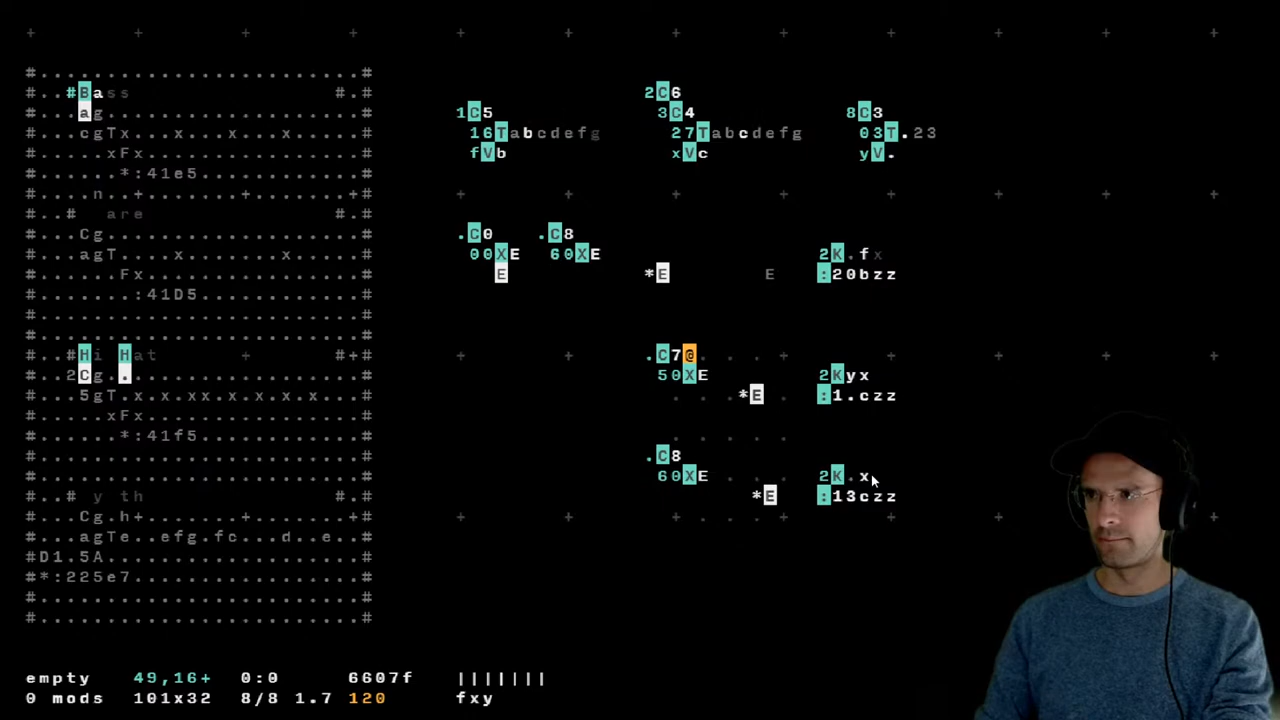 #........................# 
#..#Bass #.#
#...ag...................# 1C5 2C6 3C4 8C3
#...cgTx...x...x...x.....# 16Tabcdefg 27Tabcdefg 03T.23
#.....xFx................# fVb xVc yV.
#......*:41e5............#
#....n..+.......+.......+#
#..# are #.#
#...Cg...................# .C0 .C8
#...agT....x.......x.....# 00XE 60XE 2K.fx
#......Fx................# E *E E :20bzz
#.......:41D5............#
#........................#
#........................#
#..#Hi Hat + #+ .C7@....
#..2Cg...................# 50XE 2Kyx
#...5gT.x.x.x.xx.x.x.x.x.# ...*E. :1.czz
#.....xFx................#
#......*:41f5............# .....
#........................# .C8
#........................# 60XE .. 2K.x
#..# y th #.# *E :13czz
#...Cg.h+.......+.......+# ....
#...agTe..efg.fc..d..e...#
#D1.5A...................#
#*:225e7.................#
#........................#
#........................#
empty 49,16+ 0:0 6607f |||||||
0 mods 101x32 8/8 1.7 120 fxy